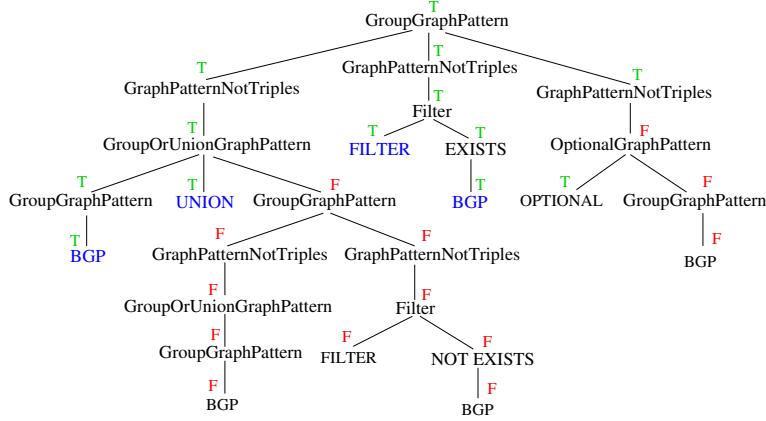 T
GroupGraphPattern
T T T
GraphPatternNotTriples GraphPatternNotTriples GraphPatternNotTriples
T T F
GroupOrUnionGraphPattern Filter OptionalGraphPattern
T T
FILTER EXISTS
T T F T T F
GroupGraphPattern UNION GroupGraphPattern BGP OPTIONAL GroupGraphPattern
T F F F
BGP GraphPatternNotTriples GraphPatternNotTriples BGP
F F
GroupOrUnionGraphPattern Filter
F F F
GroupGraphPattern FILTER NOT EXISTS
F F
BGP BGP